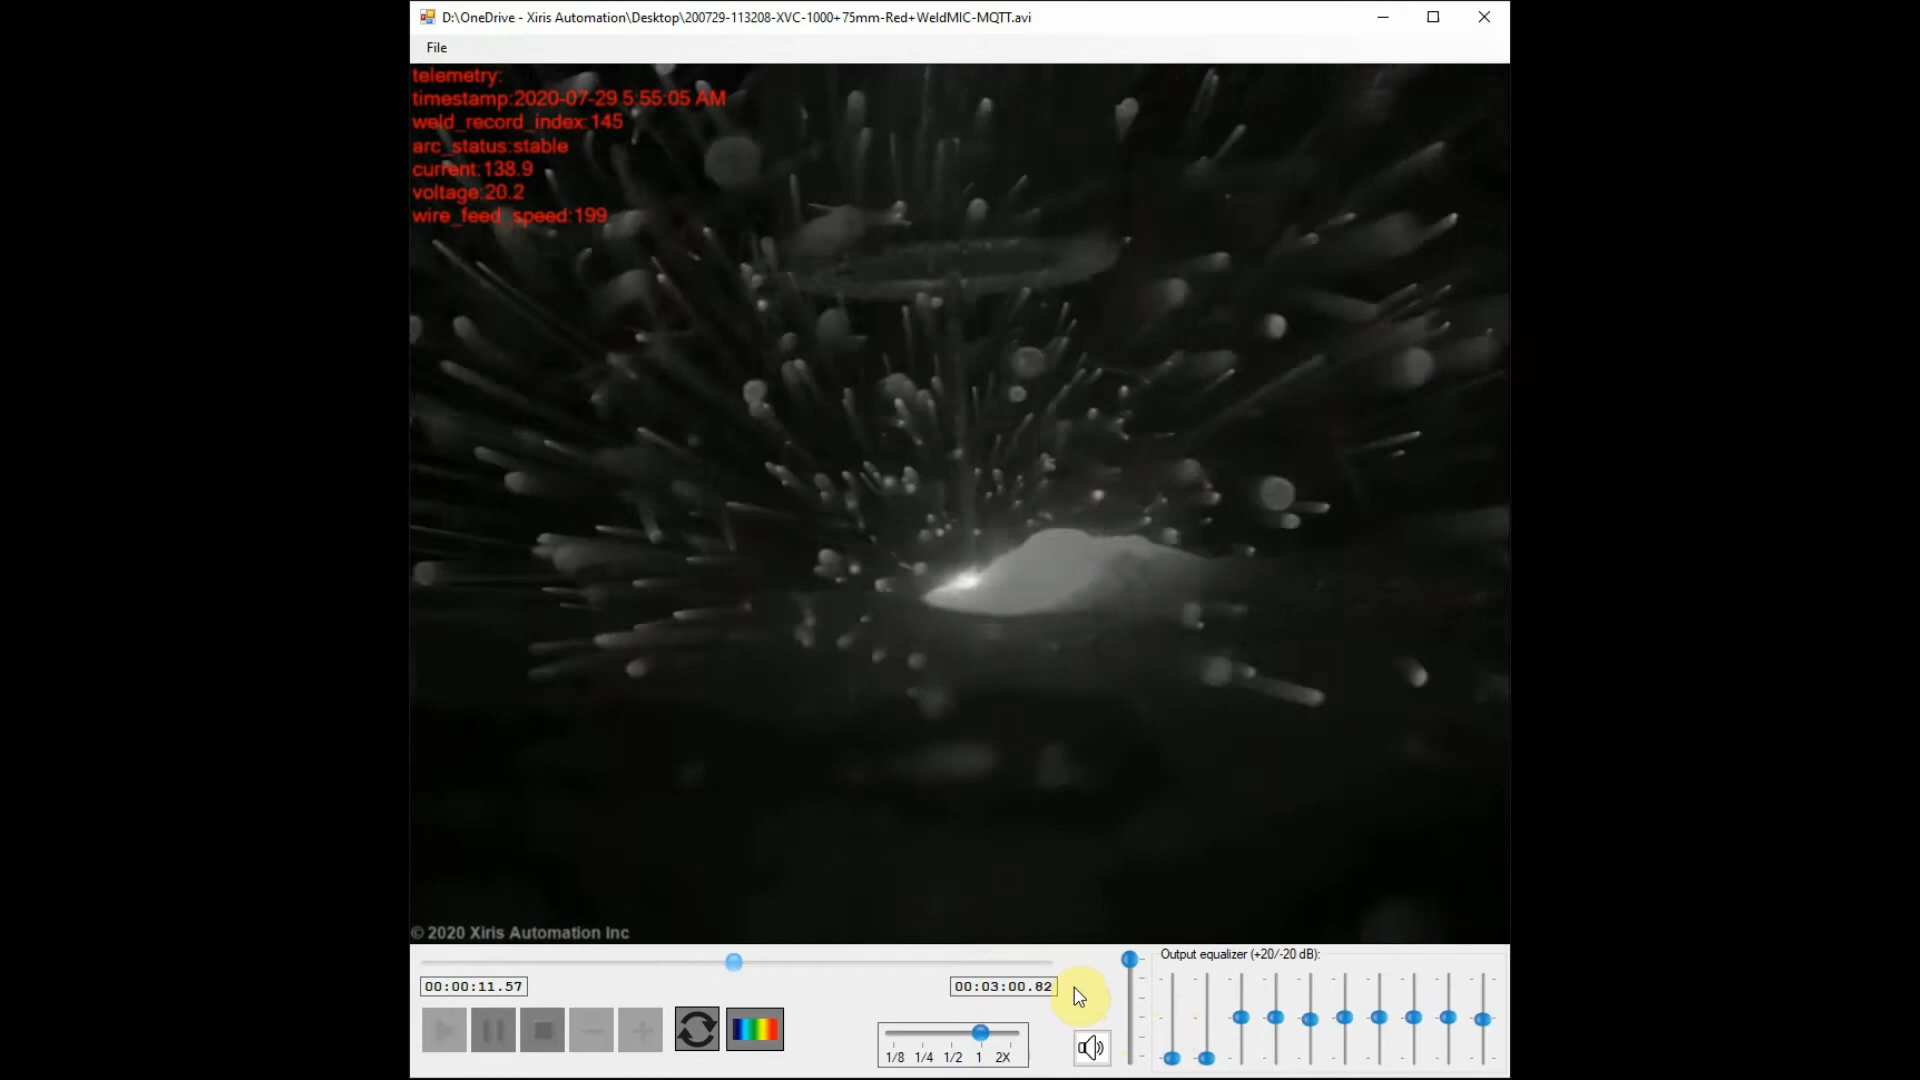 D:\OneDrive - Xiris Automation\Desktop\200729-113208-XVC-1000+75mm-Red+WeldMIC-MQTT.avi
File
telemetry:
timestamp:2020-07-29 5:55:05 AM
weld_record_index:145
arc_status:stable
current:138.9
voltage:20.2
wire_feed_speed:199
© 2020 Xiris Automation Inc
Output equalizer (+20/-20 dB):
00:00:11.57
00:03:00.82
1/8 1/4 1/2 1 2X